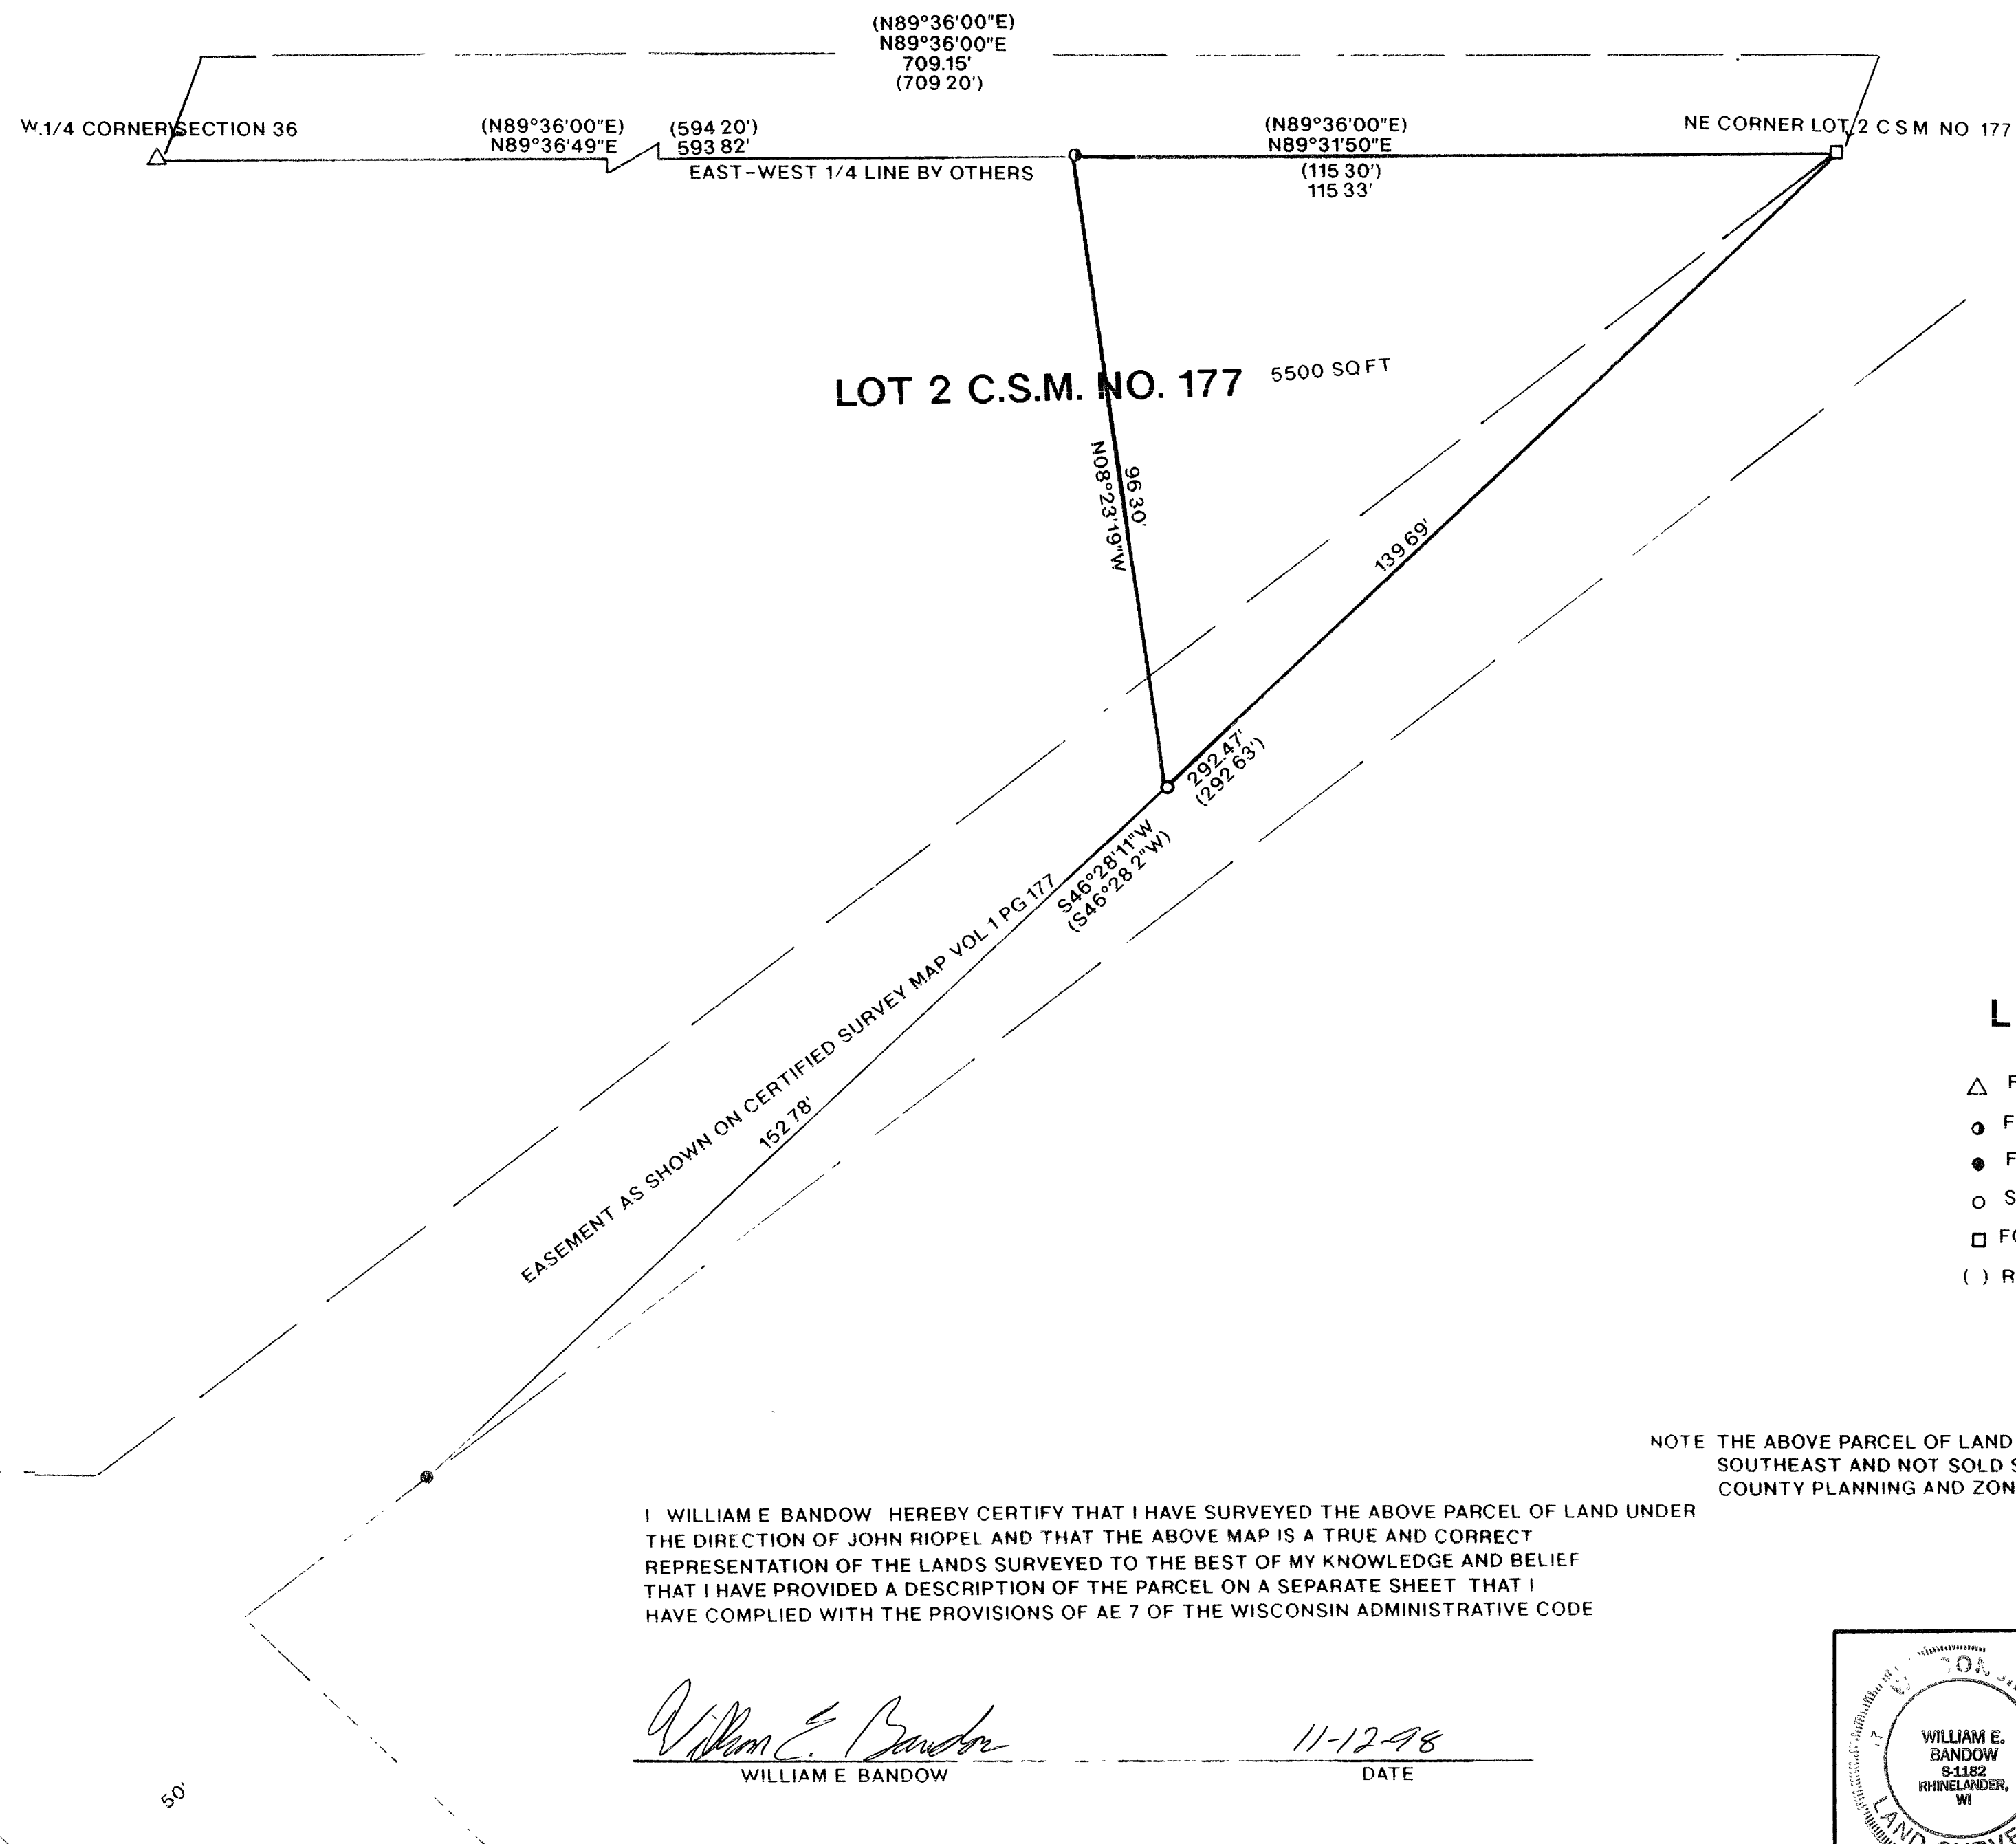 (N89°36'00"E)
N89°36'00"E
709.15'
(709 20')
W.1/4 CORNER SECTION 36
(N89°36'00"E)
N89°36'49"E
(594 20')
593 82'
EAST-WEST 1/4 LINE BY OTHERS
(N89°36'00"E)
N89°31'50"E
(115 30')
115 33'
NE CORNER LOT 2 C S M NO 177
LOT 2 C.S.M. NO. 177
5500 SQ FT
96 30'
N08°23'19"W
139 69'
292.47'
(292 63')
S46°28'11"W
(S46°28 2"W)
EASEMENT AS SHOWN ON CERTIFIED SURVEY MAP VOL 1 PG 177
152 78'
L
F
F
F
S
FO
( ) R
NOTE THE ABOVE PARCEL OF LAND
SOUTHEAST AND NOT SOLD S
COUNTY PLANNING AND ZON
I WILLIAM E BANDOW HEREBY CERTIFY THAT I HAVE SURVEYED THE ABOVE PARCEL OF LAND UNDER
THE DIRECTION OF JOHN RIOPEL AND THAT THE ABOVE MAP IS A TRUE AND CORRECT
REPRESENTATION OF THE LANDS SURVEYED TO THE BEST OF MY KNOWLEDGE AND BELIEF
THAT I HAVE PROVIDED A DESCRIPTION OF THE PARCEL ON A SEPARATE SHEET THAT I
HAVE COMPLIED WITH THE PROVISIONS OF AE 7 OF THE WISCONSIN ADMINISTRATIVE CODE
William E. Bandow
11-12-98
WILLIAM E BANDOW
DATE
50'
WILLIAM E.
BANDOW
S-1182
RHINELANDER,
WI
LAND SURVE